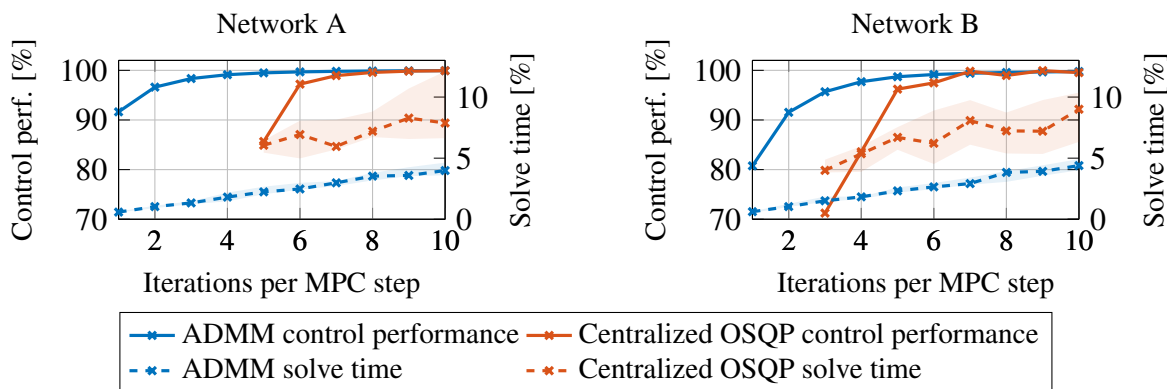 Network A
Control perf. [%]
100
90
80
70
2 4 6 8 10
Iterations per MPC step
10
5
0
Solve time [%]
Network B
Control perf. [%]
100
90
80
70
2 4 6 8 10
Iterations per MPC step
10
5
0
Solve time [%]
ADMM control performance
Centralized OSQP control performance
ADMM solve time
Centralized OSQP solve time